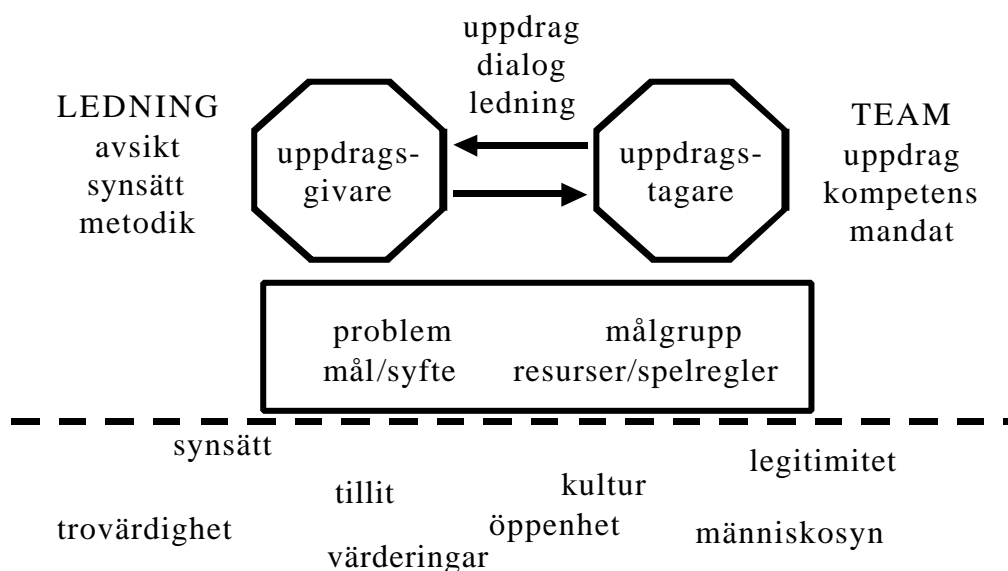 uppdrag
dialog
ledning
LEDNING
avsikt
synsätt
metodik
uppdrags-
givare
uppdrags-
tagare
TEAM
uppdrag
kompetens
mandat
problem
mål/syfte
målgrupp
resurser/spelregler
synsätt
legitimitet
tillit
kultur
trovärdighet
öppenhet
människosyn
värderingar